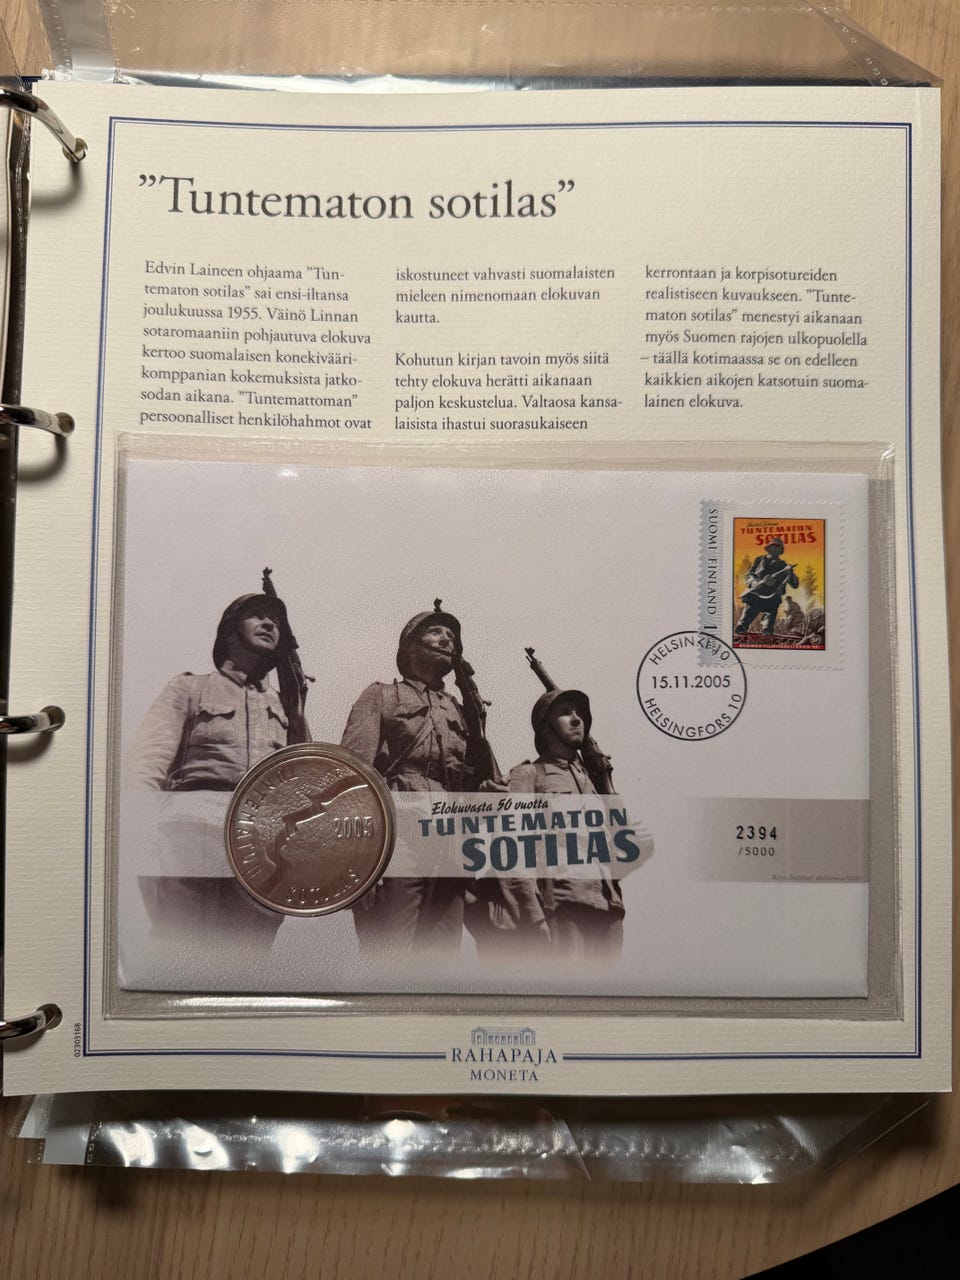 ”Tuntematon sotilas”
Edvin Laineen ohjaama ”Tun-
tematon sotilas” sai ensi-iltansa
joulukuussa 1955. Väinö Linnan
sotaromaaniin pohjautuva elokuva
kertoo suomalaisen konekivääri-
komppanian kokemuksista jatko-
sodan aikana. ”Tuntemattoman”
persoonalliset henkilöhahmot ovat
iskostuneet vahvasti suomalaisten
mieleen nimenomaan elokuvan
kautta.
Kohutun kirjan tavoin myös siitä
tehty elokuva herätti aikanaan
paljon keskustelua. Valtaosa kansa-
laisista ihastui suorasukaiseen
kerrontaan ja korpisotureiden
realistiseen kuvaukseen. ”Tunte-
maton sotilas” menestyi aikanaan
myös Suomen rajojen ulkopuolella
– täällä kotimaassa se on edelleen
kaikkien aikojen katsotuin suoma-
lainen elokuva.
SUOMI FINLAND
TUNTEMATON
SOTILAS
HELSINKI 10
15.11.2005
HELSINGFORS 10
TUNTEMATON
2005
SOTILAS
Elokuvasta 50 vuotta
TUNTEMATON
SOTILAS
2394
/5000
02303168
RAHAPAJA
MONETA